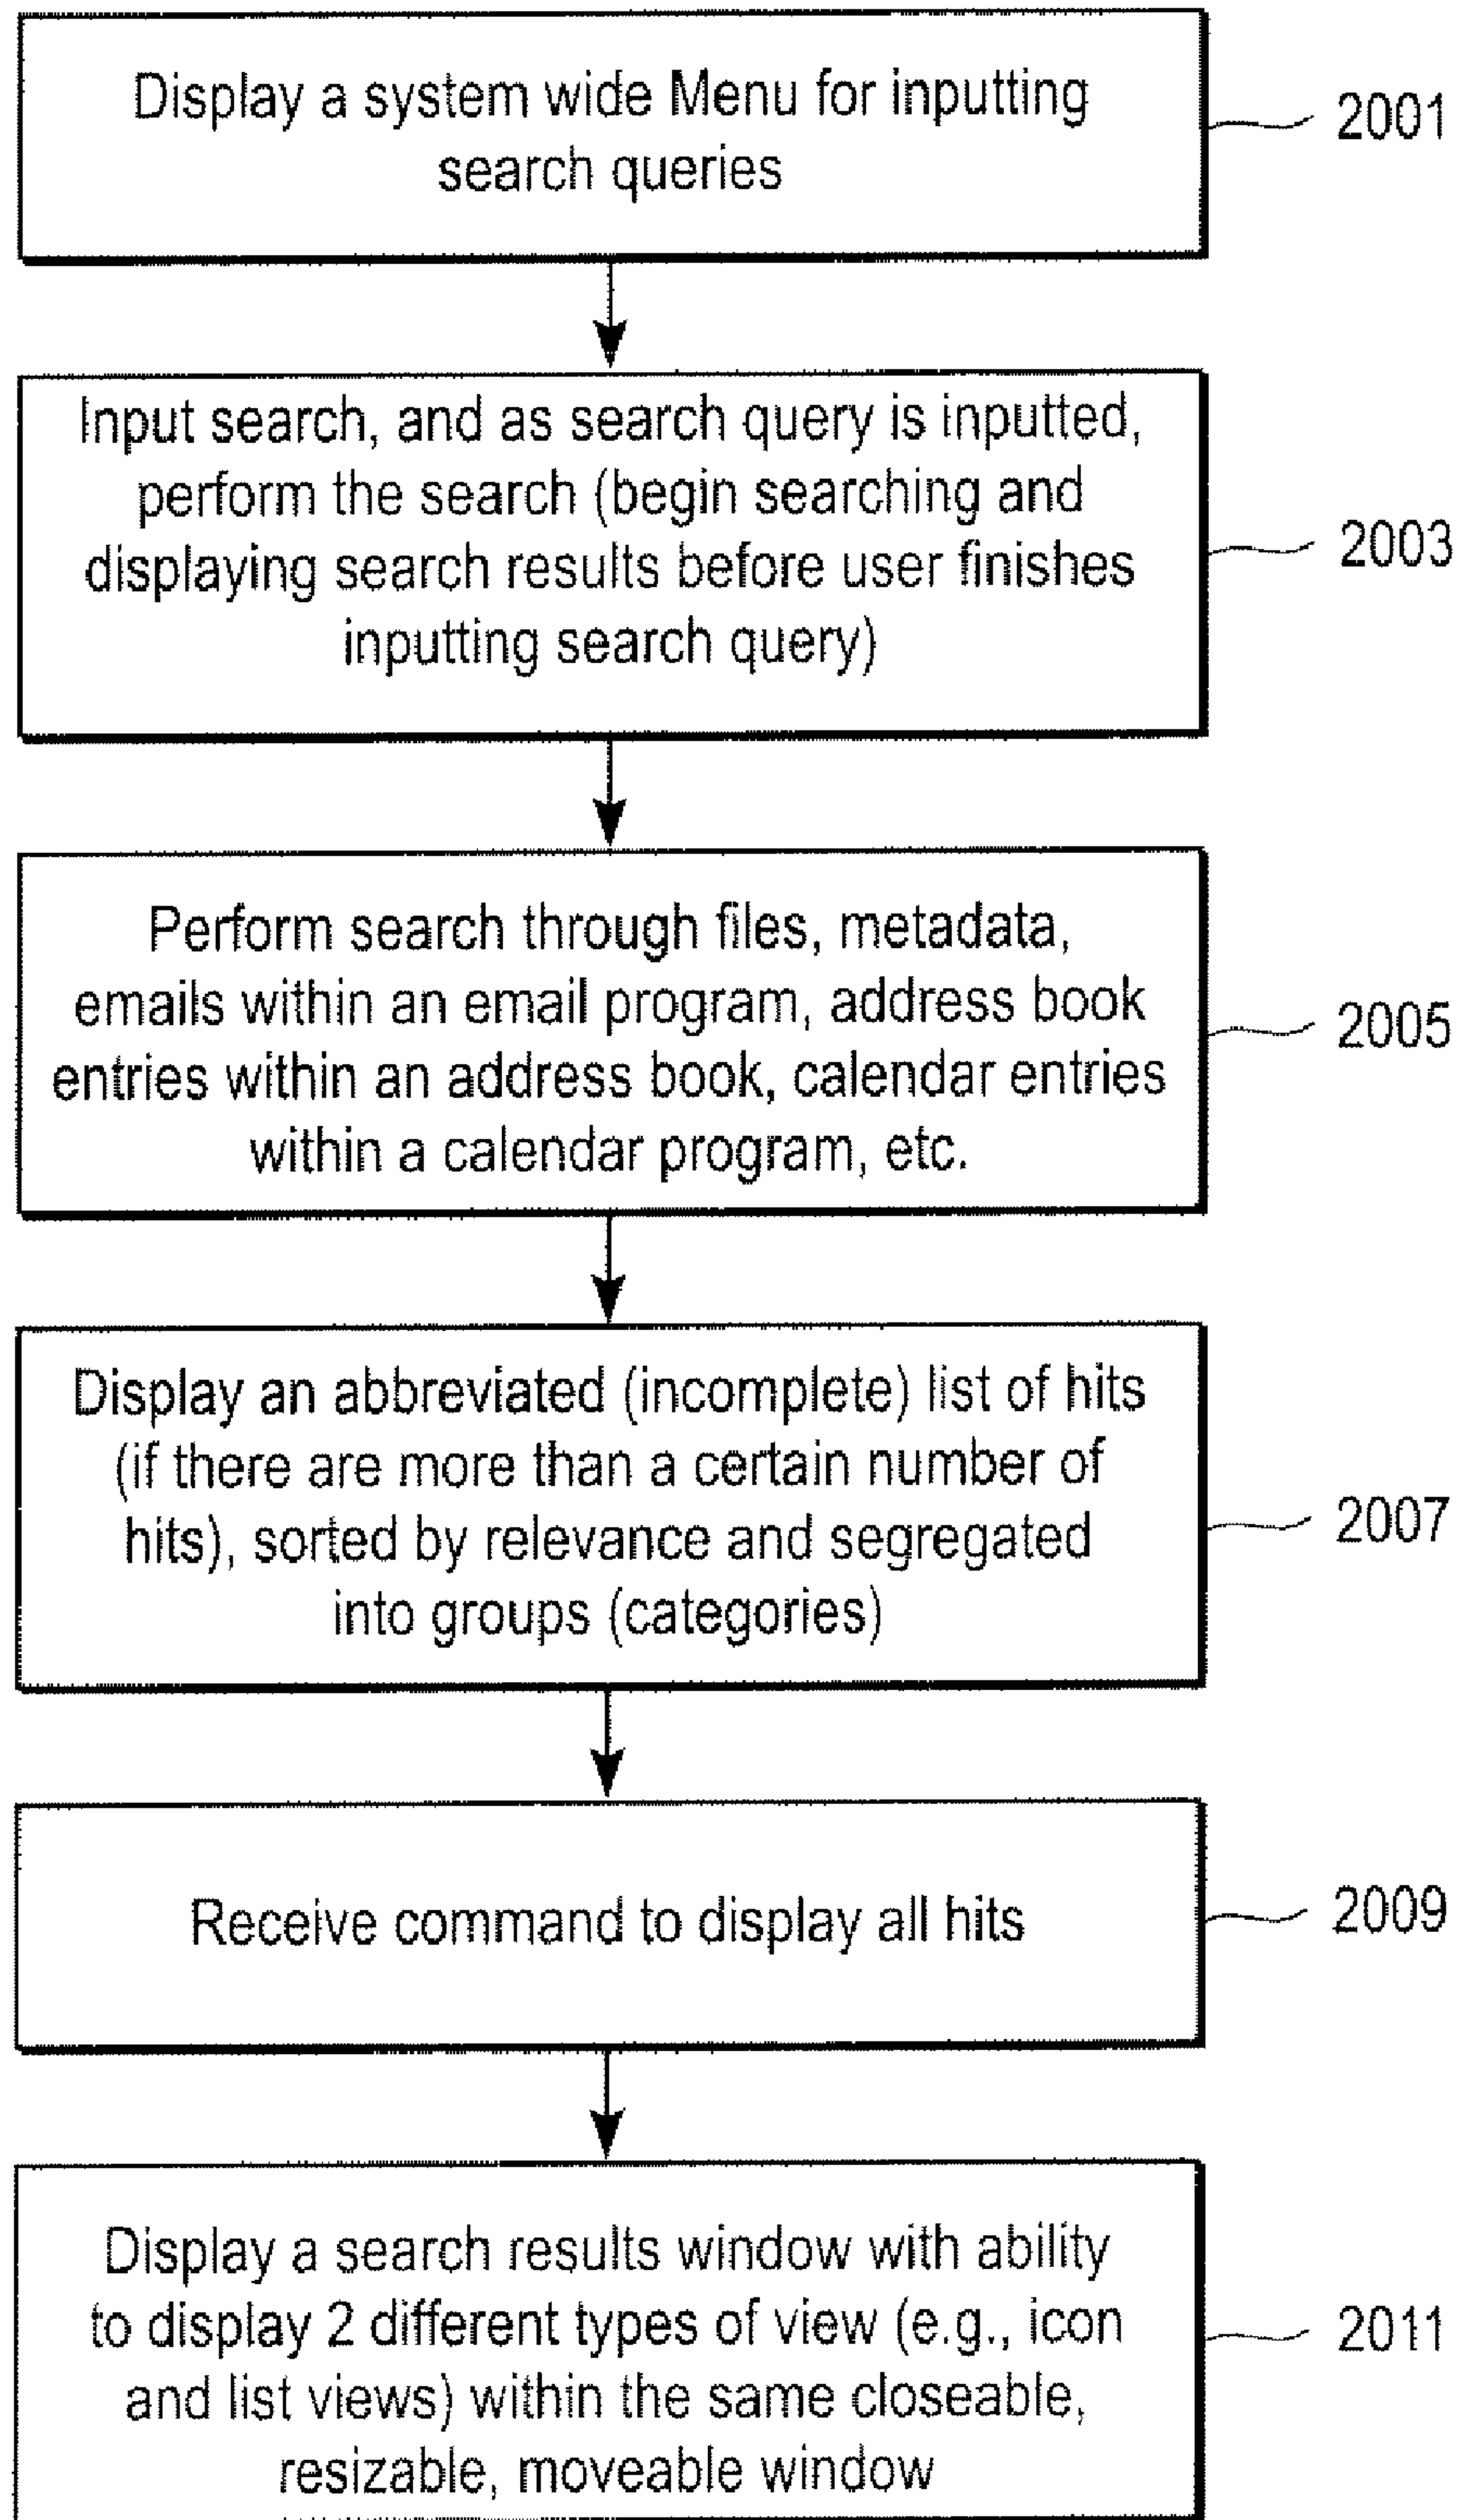 Display a system wide Menu for inputting
search queries
2001
Input search, and as search query is inputted,
perform the search (begin searching and
displaying search results before user finishes
inputting search query)
2003
Perform search through files, metadata,
emails within an email program, address book
entries within an address book, calendar entries
within a calendar program, etc.
2005
Display an abbreviated (incomplete) list of hits
(if there are more than a certain number of
hits), sorted by relevance and segregated
into groups (categories)
2007
Receive command to display all hits
2009
Display a search results window with ability
to display 2 different types of view (e.g., icon
and list views) within the same closeable,
resizable, moveable window
2011